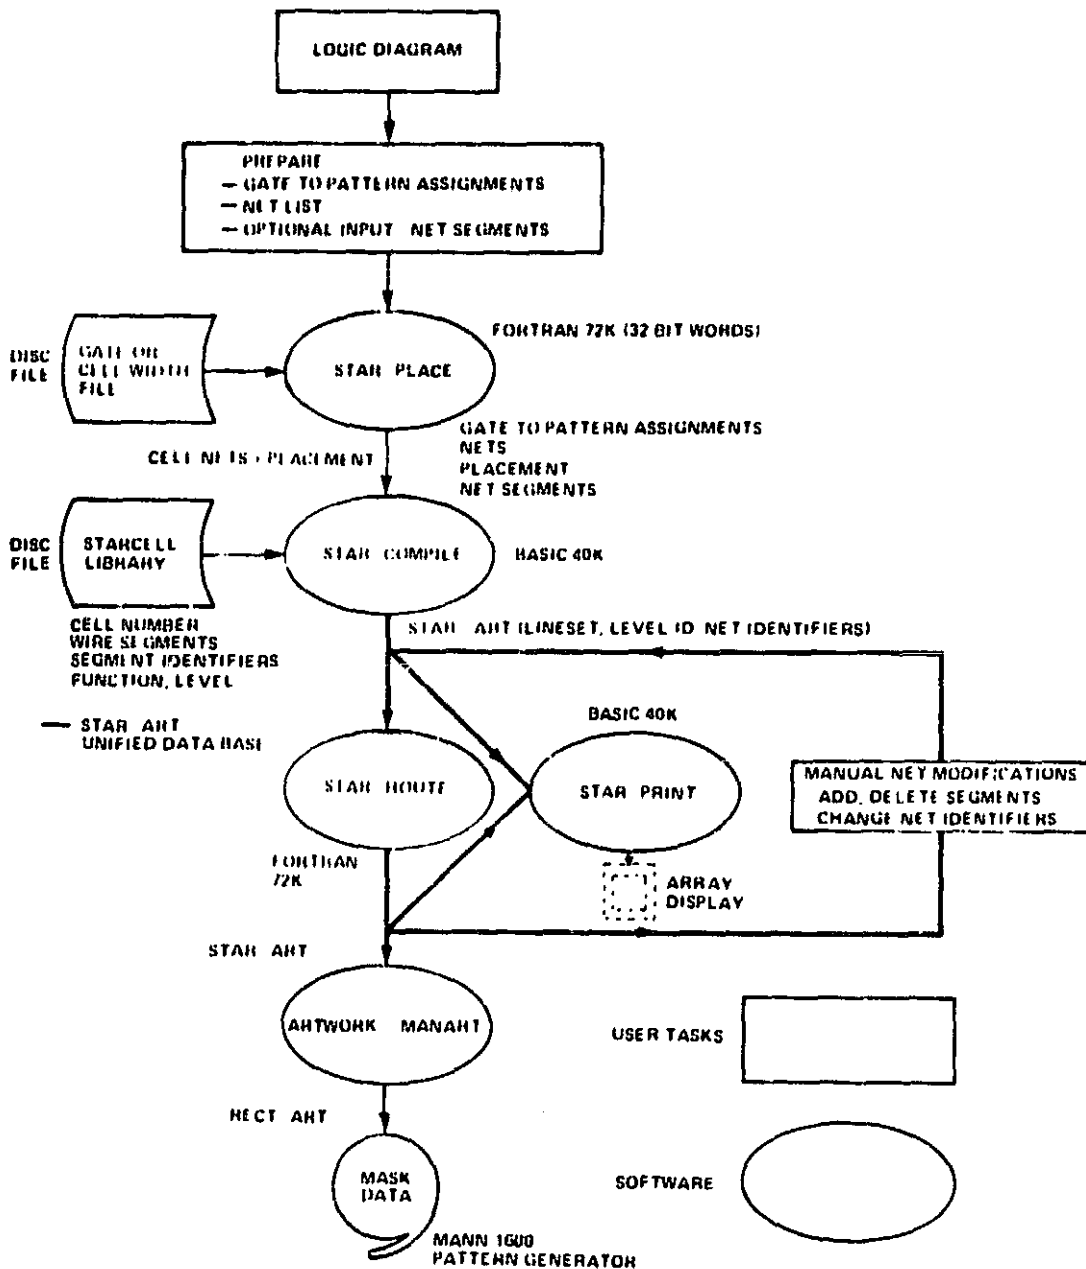 LOGIC DIAGRAM
PREPARE
— GATE TO PATTERN ASSIGNMENTS
— NET LIST
— OPTIONAL INPUT NET SEGMENTS
FORTRAN 72K (32 BIT WORDS)
DISC
FILE
GATE OR
CELL WIDTH
FILE
STAR PLACE
GATE TO PATTERN ASSIGNMENTS
NETS
PLACEMENT
NET SEGMENTS
CELL NETS + PLACEMENT
DISC
FILE
STARCELL
LIBRARY
STAR COMPILE
BASIC 40K
CELL NUMBER
WIRE SEGMENTS
SEGMENT IDENTIFIERS
FUNCTION, LEVEL
STAR ART (LINESET, LEVEL ID NET IDENTIFIERS)
— STAR ART
UNIFIED DATA BASE
BASIC 40K
STAR ROUTE
STAR PRINT
MANUAL NET MODIFICATIONS
ADD, DELETE SEGMENTS
CHANGE NET IDENTIFIERS
FORTRAN
72K
ARRAY
DISPLAY
STAR ART
ARTWORK MANART
USER TASKS
RECT ART
MASK
DATA
SOFTWARE
MANN 1600
PATTERN GENERATOR